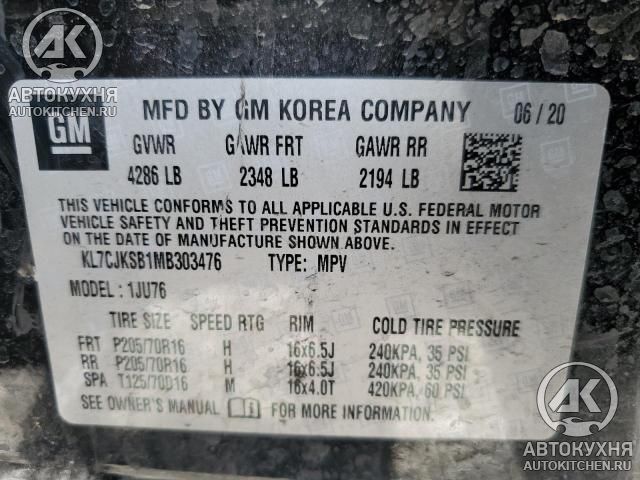 АК
АВТОКУХНЯ
AUTOKITCHEN.RU
GM
MFD BY GM KOREA COMPANY 06/20
GVWR GAWR FRT GAWR RR
4286 LB 2348 LB 2194 LB
THIS VEHICLE CONFORMS TO ALL APPLICABLE U.S. FEDERAL MOTOR
VEHICLE SAFETY AND THEFT PREVENTION STANDARDS IN EFFECT
ON THE DATE OF MANUFACTURE SHOWN ABOVE.
KL7CJKSB1MB303476 TYPE: MPV
MODEL: 1JU76
TIRE SIZE SPEED RTG RIM COLD TIRE PRESSURE
FRT P205/70R16 H 16x6.5J 240KPA, 35 PSI
RR P205/70R16 H 16x6.5J 240KPA, 35 PSI
SPA T125/70D16 M 16x4.0T 420KPA, 60 PSI
SEE OWNER'S MANUAL FOR MORE INFORMATION.
АК
АВТОКУХНЯ
AUTOKITCHEN.RU